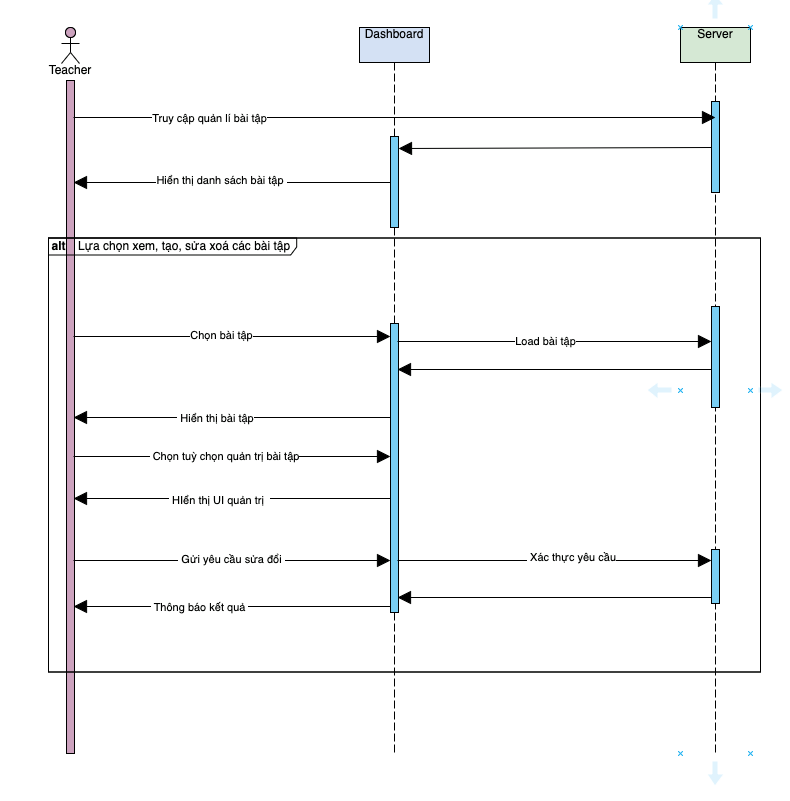 Teacher
Dashboard
Server
Truy cập quản lí bài tập
Hiển thị danh sách bài tập
alt
Lựa chọn xem, tạo, sửa xoá các bài tập
Chọn bài tập
Load bài tập
Hiển thị bài tập
Chọn tuỳ chọn quản trị bài tập
HIển thị UI quản trị
Gửi yêu cầu sửa đổi
Xác thực yêu cầu
Thông báo kết quả